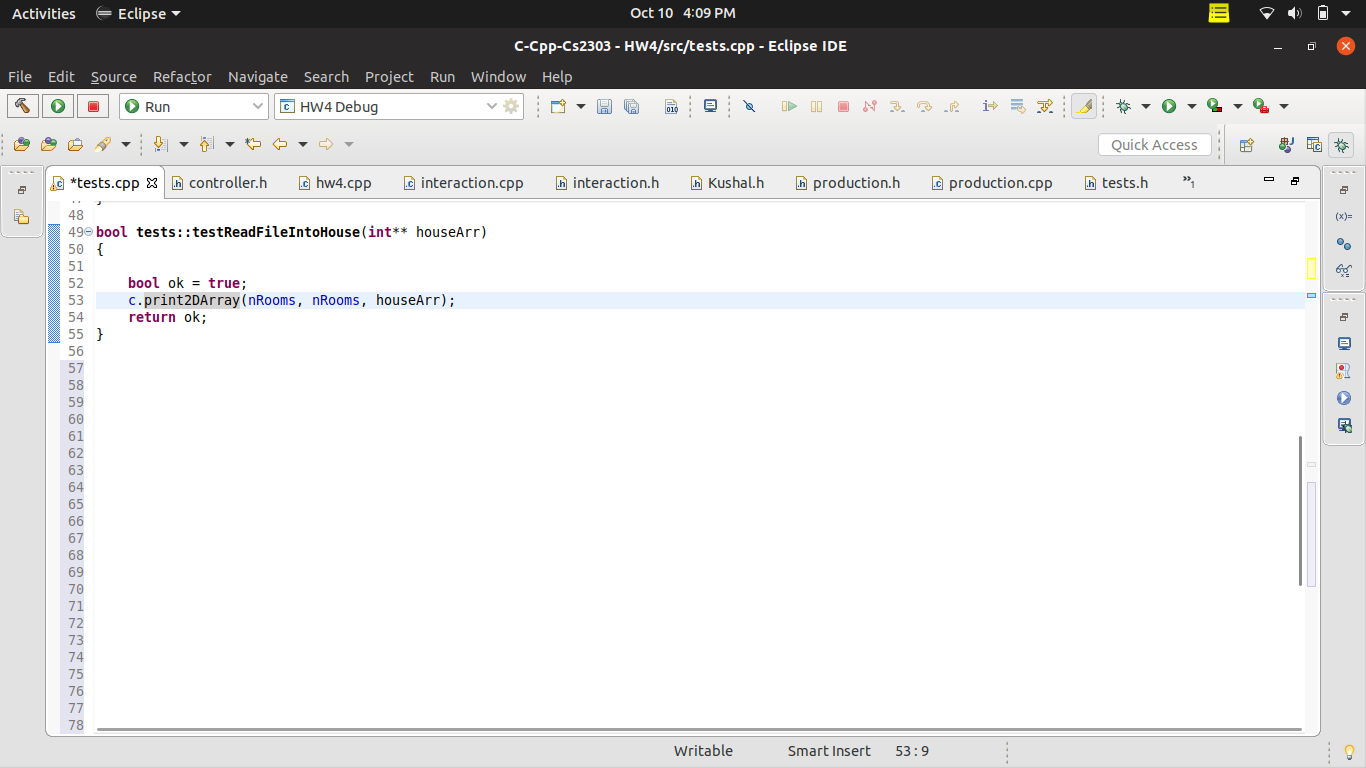 Activities Eclipse Oct 10 4:09 PM
C-Cpp-Cs2303 - HW4/src/tests.cpp - Eclipse IDE
File Edit Source Refactor Navigate Search Project Run Window Help
Run HW4 Debug
Quick Access
*tests.cpp controller.h hw4.cpp interaction.cpp interaction.h Kushal.h production.h production.cpp tests.h »1
48
49 bool tests::testReadFileIntoHouse(int** houseArr)
50 {
51
52 bool ok = true;
53 c.print2DArray(nRooms, nRooms, houseArr);
54 return ok;
55 }
56
57
58
59
60
61
62
63
64
65
66
67
68
69
70
71
72
73
74
75
76
77
78
Writable Smart Insert 53 : 9